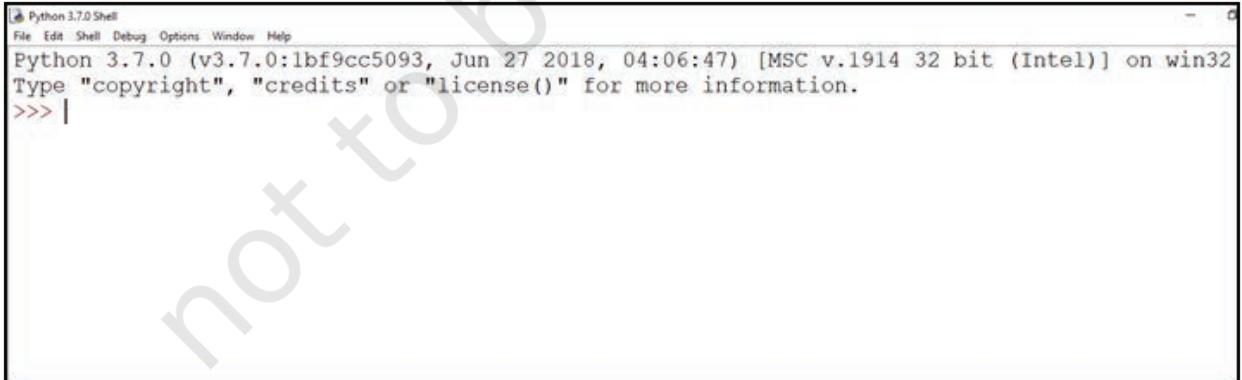 Python 3.7.0 Shell
File Edit Shell Debug Options Window Help
Python 3.7.0 (v3.7.0:1bf9cc5093, Jun 27 2018, 04:06:47) [MSC v.1914 32 bit (Intel)] on win32
Type "copyright", "credits" or "license()" for more information.
>>>
not to b